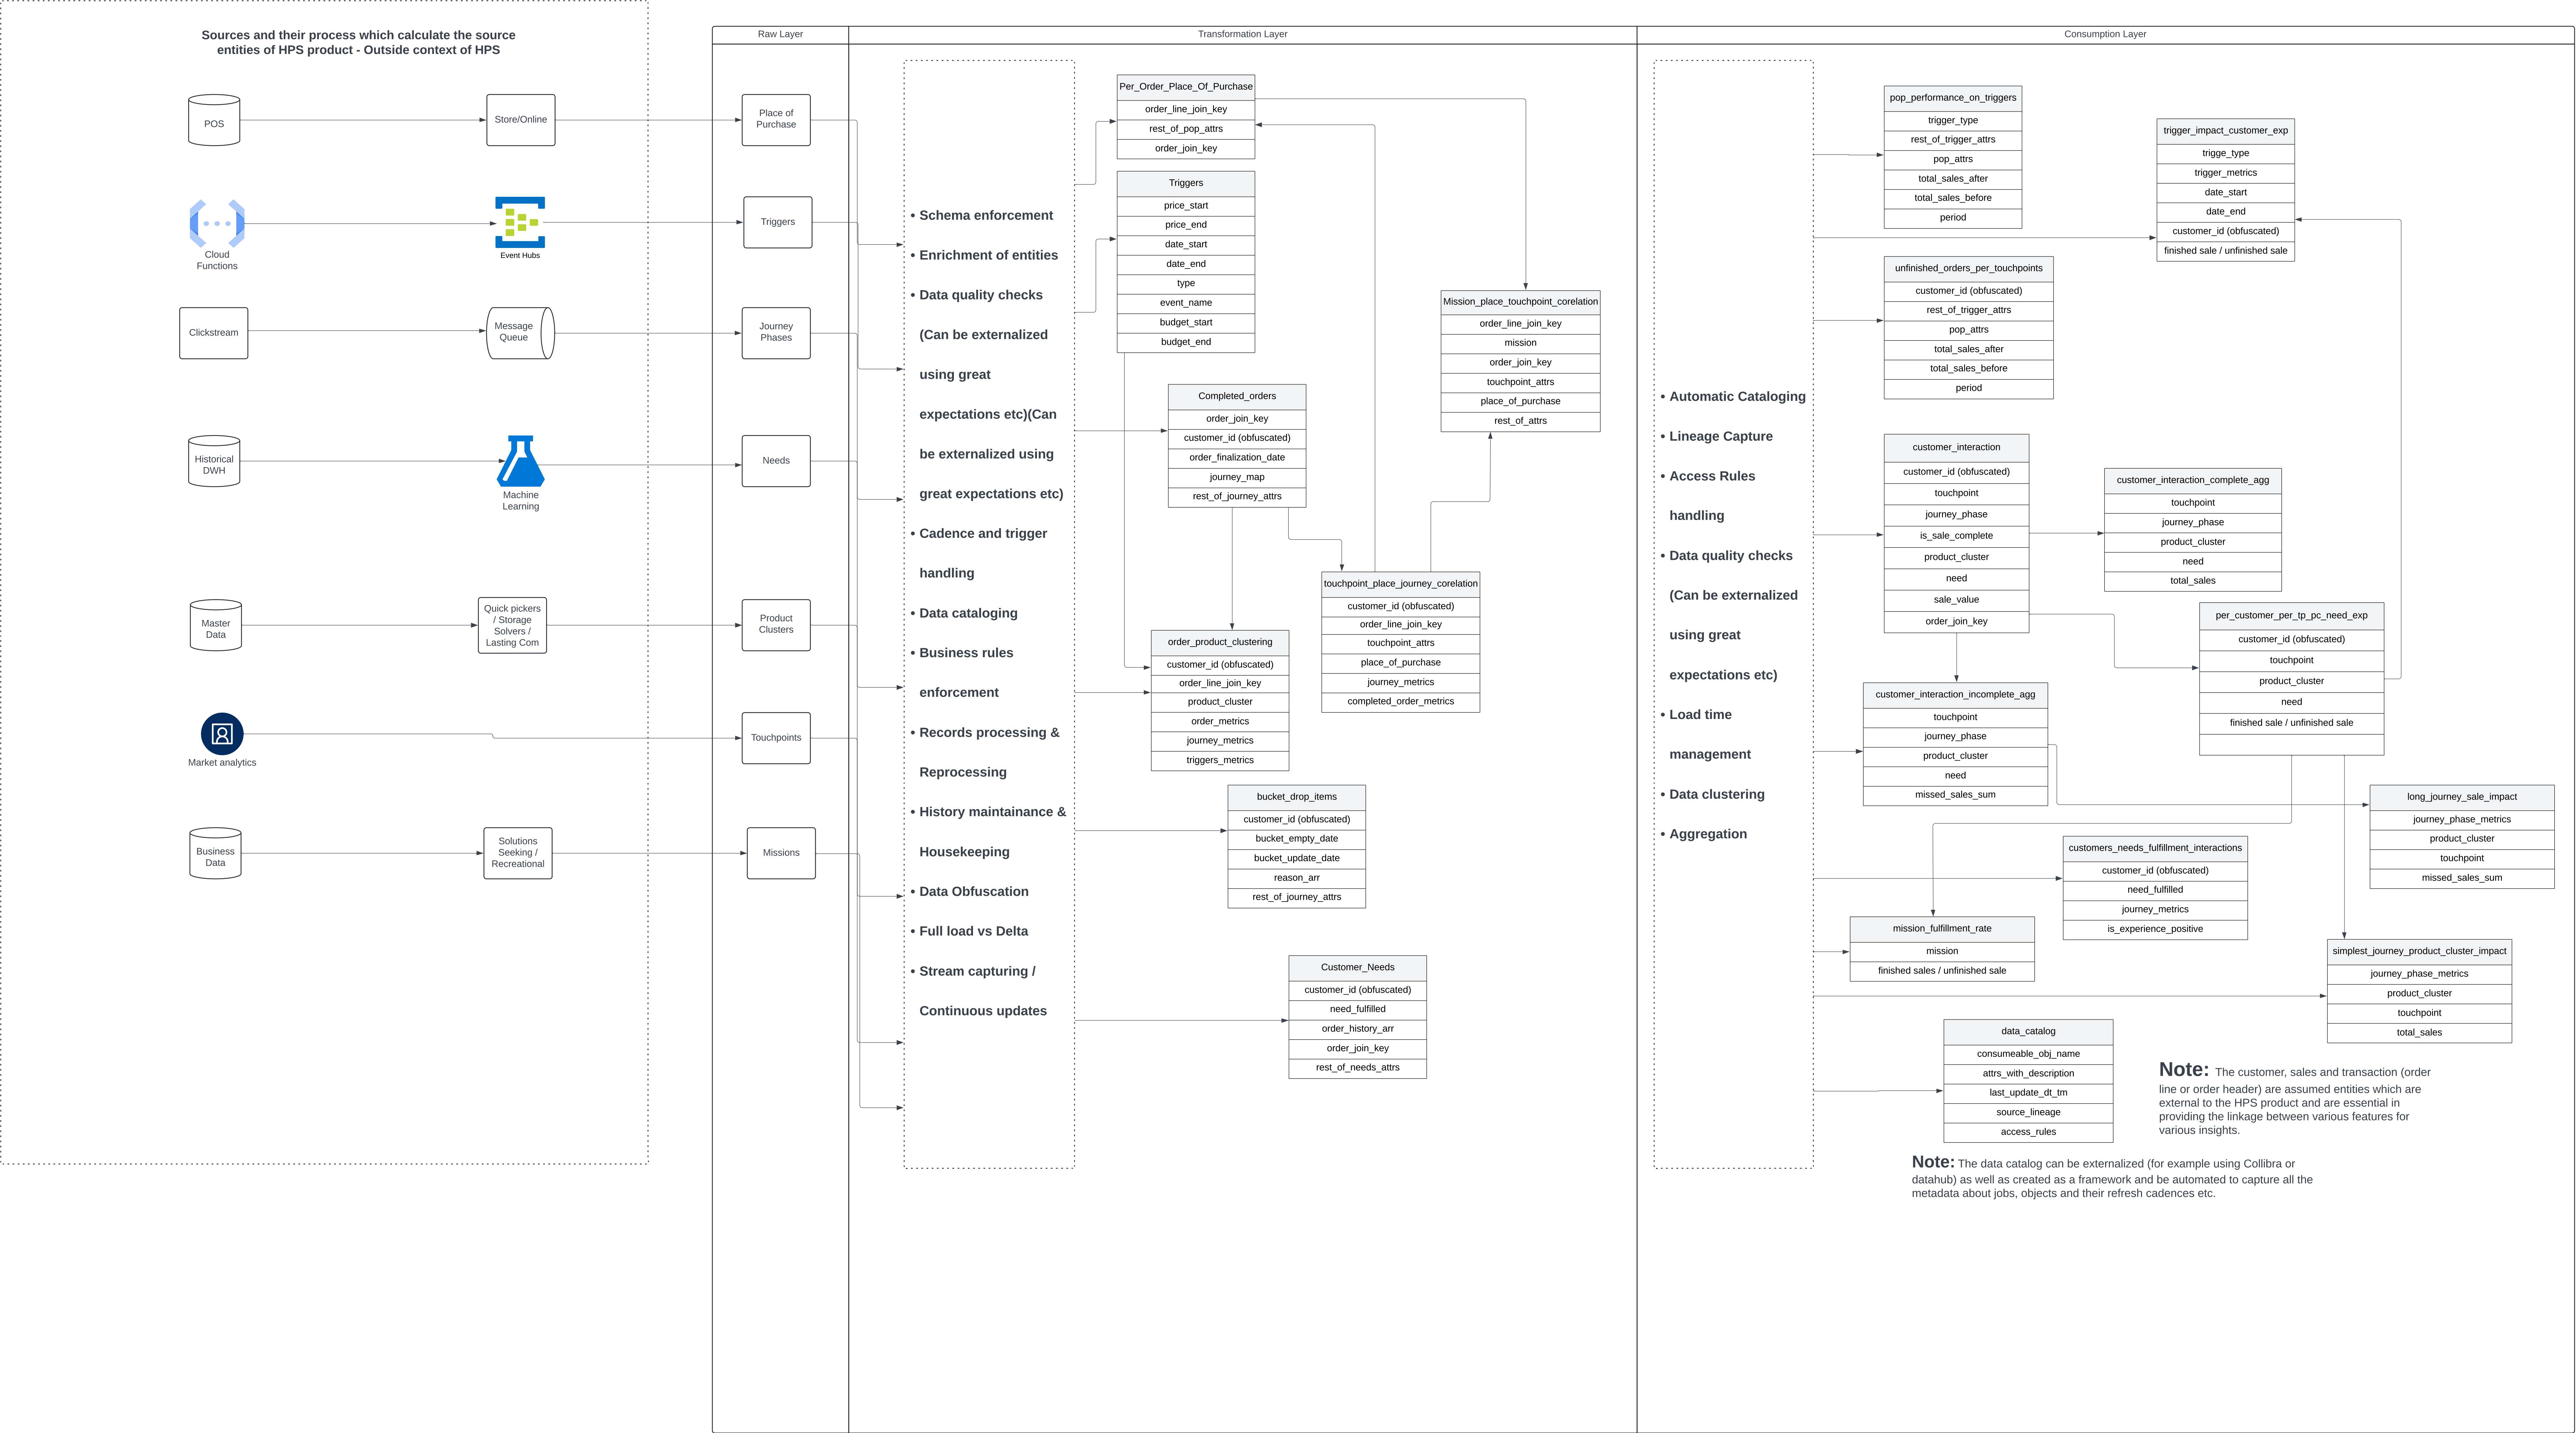 Sources and their process which calculate the source
entities of HPS product - Outside context of HPS
POS
Store/Online
Cloud
Functions
Event Hubs
Clickstream
Message
Queue
Historical
DWH
Machine
Learning
Master
Data
Quick pickers
/ Storage
Solvers /
Lasting Com
Market analytics
Business
Data
Solutions
Seeking /
Recreational
Raw Layer
Place of
Purchase
Triggers
Journey
Phases
Needs
Product
Clusters
Touchpoints
Missions
Transformation Layer
• Schema enforcement
• Enrichment of entities
• Data quality checks
(Can be externalized
using great
expectations etc)(Can
be externalized using
great expectations etc)
• Cadence and trigger
handling
• Data cataloging
• Business rules
enforcement
• Records processing &
Reprocessing
• History maintainance &
Housekeeping
• Data Obfuscation
• Full load vs Delta
• Stream capturing /
Continuous updates
Per_Order_Place_Of_Purchase
order_line_join_key
rest_of_pop_attrs
order_join_key
Triggers
price_start
price_end
date_start
date_end
type
event_name
budget_start
budget_end
Completed_orders
order_join_key
customer_id (obfuscated)
order_finalization_date
journey_map
rest_of_journey_attrs
Mission_place_touchpoint_corelation
order_line_join_key
mission
order_join_key
touchpoint_attrs
place_of_purchase
rest_of_attrs
touchpoint_place_journey_corelation
customer_id (obfuscated)
order_line_join_key
touchpoint_attrs
place_of_purchase
journey_metrics
completed_order_metrics
order_product_clustering
customer_id (obfuscated)
order_line_join_key
product_cluster
order_metrics
journey_metrics
triggers_metrics
bucket_drop_items
customer_id (obfuscated)
bucket_empty_date
bucket_update_date
reason_arr
rest_of_journey_attrs
Customer_Needs
customer_id (obfuscated)
need_fulfilled
order_history_arr
order_join_key
rest_of_needs_attrs
Consumption Layer
• Automatic Cataloging
• Lineage Capture
• Access Rules
handling
• Data quality checks
(Can be externalized
using great
expectations etc)
• Load time
management
• Data clustering
• Aggregation
pop_performance_on_triggers
trigger_type
rest_of_trigger_attrs
pop_attrs
total_sales_after
total_sales_before
period
trigger_impact_customer_exp
trigge_type
trigger_metrics
date_start
date_end
customer_id (obfuscated)
finished sale / unfinished sale
unfinished_orders_per_touchpoints
customer_id (obfuscated)
rest_of_trigger_attrs
pop_attrs
total_sales_after
total_sales_before
period
customer_interaction
customer_id (obfuscated)
touchpoint
journey_phase
is_sale_complete
product_cluster
need
sale_value
order_join_key
customer_interaction_complete_agg
touchpoint
journey_phase
product_cluster
need
total_sales
per_customer_per_tp_pc_need_exp
customer_id (obfuscated)
touchpoint
product_cluster
need
finished sale / unfinished sale
customer_interaction_incomplete_agg
touchpoint
journey_phase
product_cluster
need
missed_sales_sum
long_journey_sale_impact
journey_phase_metrics
product_cluster
touchpoint
missed_sales_sum
customers_needs_fulfillment_interactions
customer_id (obfuscated)
need_fulfilled
journey_metrics
is_experience_positive
mission_fulfillment_rate
mission
finished sales / unfinished sale
simplest_journey_product_cluster_impact
journey_phase_metrics
product_cluster
touchpoint
total_sales
data_catalog
consumeable_obj_name
attrs_with_description
last_update_dt_tm
source_lineage
access_rules
Note: The customer, sales and transaction (order
line or order header) are assumed entities which are
external to the HPS product and are essential in
providing the linkage between various features for
various insights.
Note: The data catalog can be externalized (for example using Collibra or
datahub) as well as created as a framework and be automated to capture all the
metadata about jobs, objects and their refresh cadences etc.